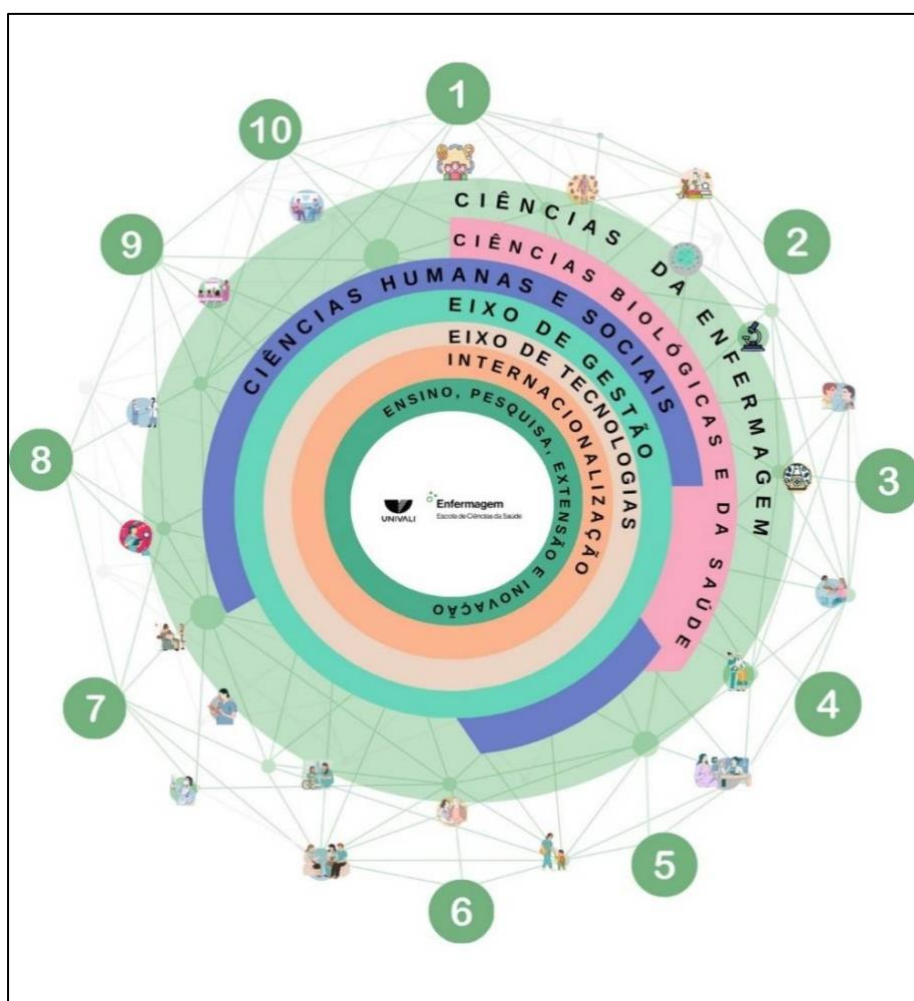 1
2
3
4
5
6
7
8
9
10
CIÊNCIAS DA ENFERMAGEM
CIÊNCIAS BIOLÓGICAS E DA SAÚDE
CIÊNCIAS HUMANAS E SOCIAIS
EIXO DE GESTÃO
EIXO DE TECNOLOGIAS
INTERNACIONALIZAÇÃO
ENSINO, PESQUISA, EXTENSÃO E INOVAÇÃO
UNIVALI
Enfermagem
Escola de Ciências da Saúde